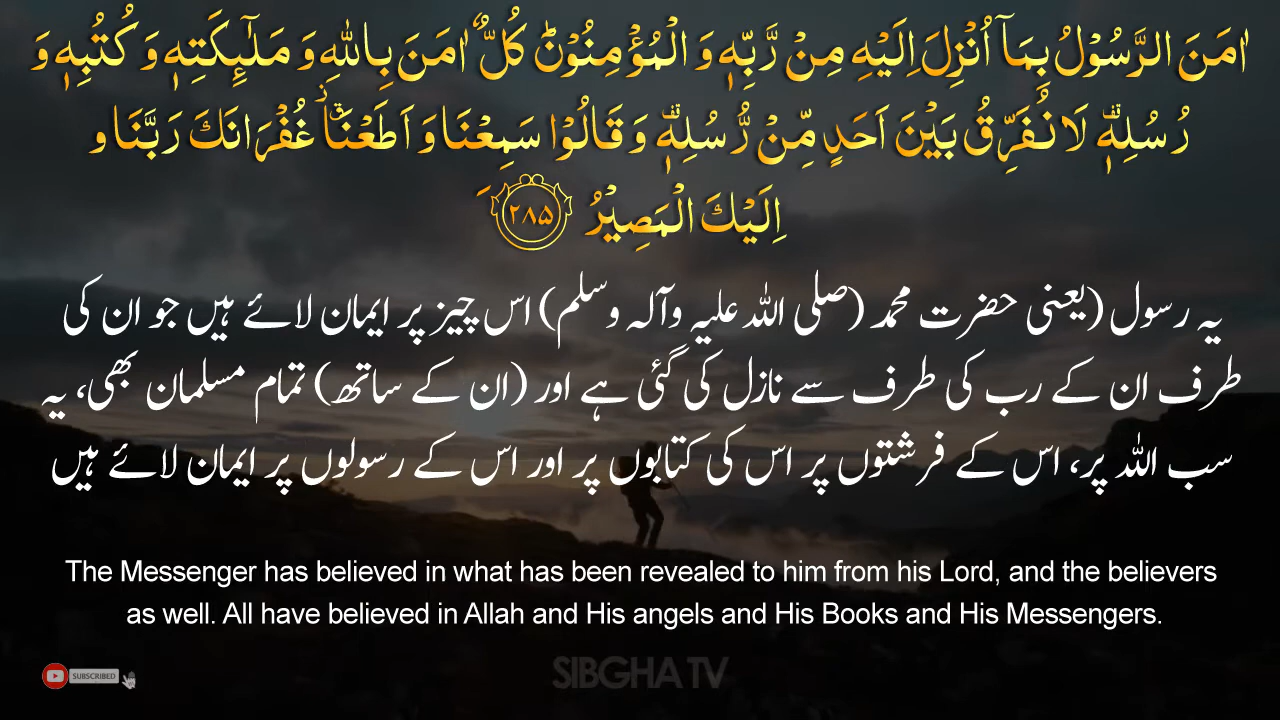 اٰمَنَ الرَّسُوْلُ بِمَاۤ اُنْزِلَ اِلَیْهِ مِنْ رَّبِّهٖ وَ الْمُؤْمِنُوْنَؕ كُلٌّ اٰمَنَ بِاللّٰهِ وَ مَلٰٓىٕكَتِهٖ وَ كُتُبِهٖ وَ
رُسُلِهٖ۫ لَا نُفَرِّقُ بَیْنَ اَحَدٍ مِّنْ رُّسُلِهٖ۫ وَ قَالُوْا سَمِعْنَا وَ اَطَعْنَا٘ۗ غُفْرَانَكَ رَبَّنَا و
اِلَیْكَ الْمَصِیْرُ ﴿۲۸۵﴾ َ
یہ رسول (یعنی حضرت محمد (صلی اللہ علیہ وآلہ وسلم) اس چیز پر ایمان لائے ہیں جو ان کی
طرف ان کے رب کی طرف سے نازل کی گئی ہے اور (ان کے ساتھ) تمام مسلمان بھی، یہ
سب اللہ پر، اس کے فرشتوں پر اس کی کتابوں پر اور اس کے رسولوں پر ایمان لائے ہیں
The Messenger has believed in what has been revealed to him from his Lord, and the believers
as well. All have believed in Allah and His angels and His Books and His Messengers.
SUBSCRIBED
SIBGHA TV